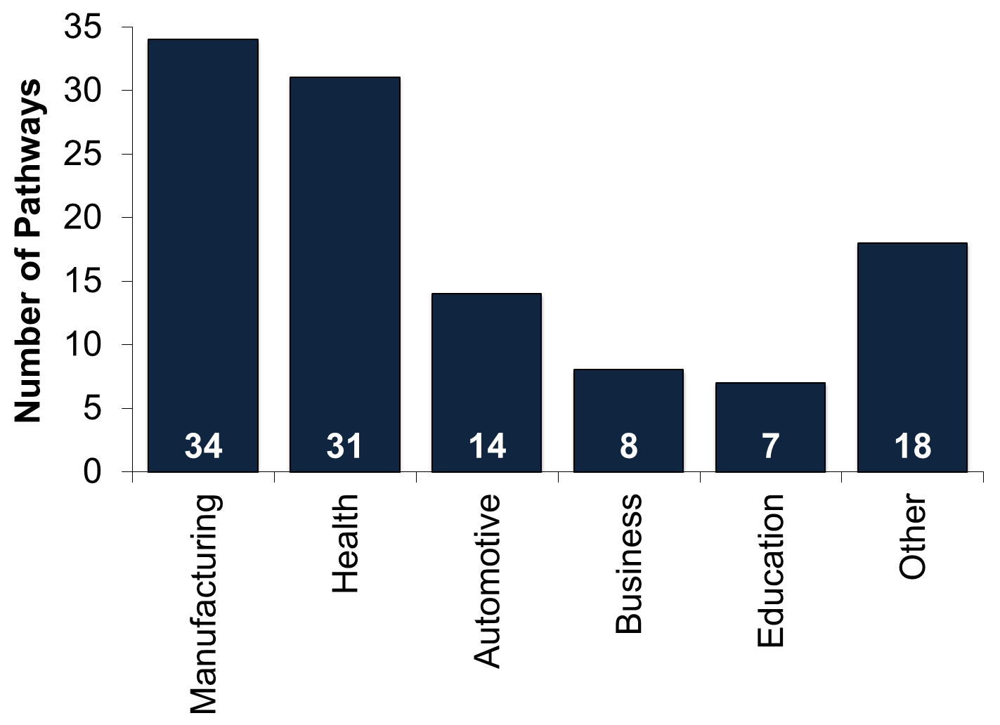 Number of Pathways
35
30
25
20
15
10
5
0
34
31
14
8
7
18
Manufacturing
Health
Automotive
Business
Education
Other